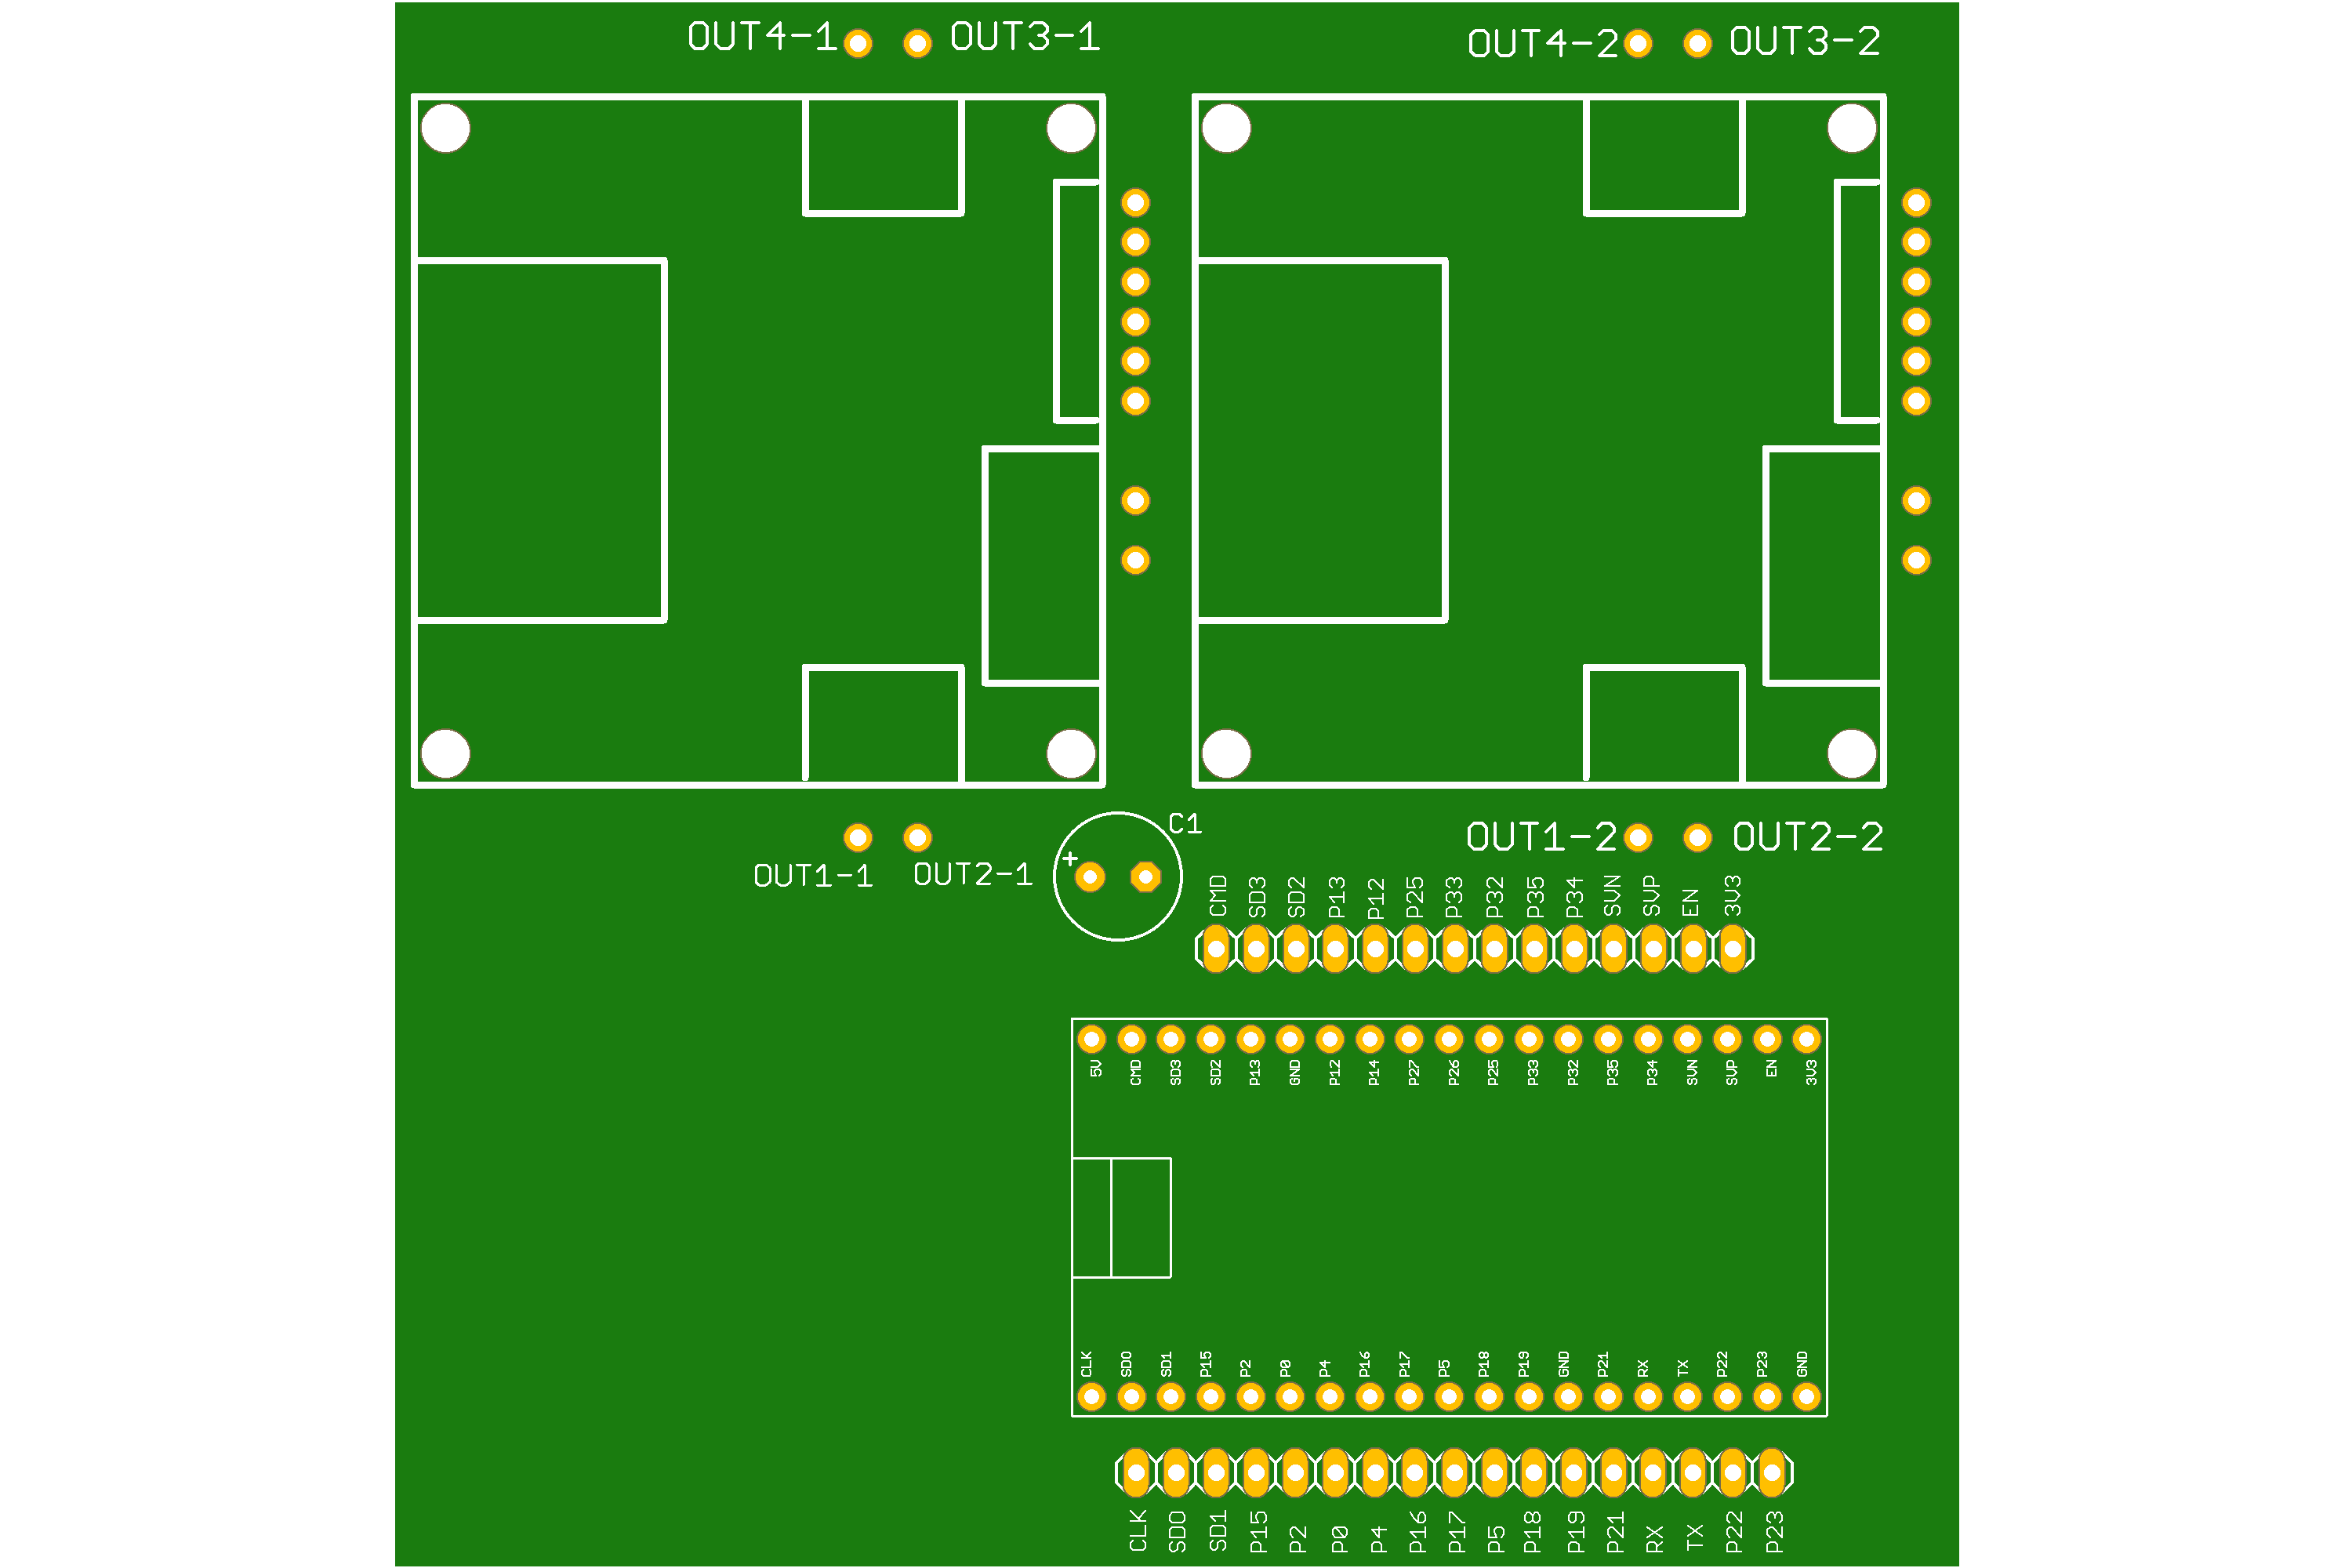 OUT4-1 OUT3-1 OUT4-2 OUT3-2
C1
OUT1-2 OUT2-2
+
OUT1-1 OUT2-1
CMD SD3 SD2 P13 P12 P25 P33 P32 P35 P34 SVN SVP EN 3V3
5V CMD SD3 SD2 P13 GND P12 P14 P27 P26 P25 P33 P32 P35 P34 SVN SVP EN 3V3
CLK SD0 SD1 P15 P2 P0 P4 P16 P17 P5 P18 P19 GND P21 RX TX P22 P23 GND
CLK SD0 SD1 P15 P2 P0 P4 P16 P17 P5 P18 P19 P21 RX TX P22 P23